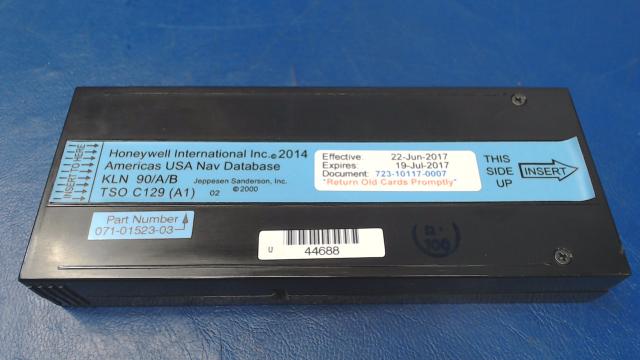 INSERT TO HERE
Honeywell International Inc.©2014
Americas USA Nav Database
KLN 90/A/B Jeppesen Sanderson, Inc.
TSO C129 (A1) 02 ©2000
Effective: 22-Jun-2017
Expires: 19-Jul-2017
Document: 723-10117-0007
"Return Old Cards Promptly"
THIS
SIDE
UP
INSERT
Part Number
071-01523-03
U 44688